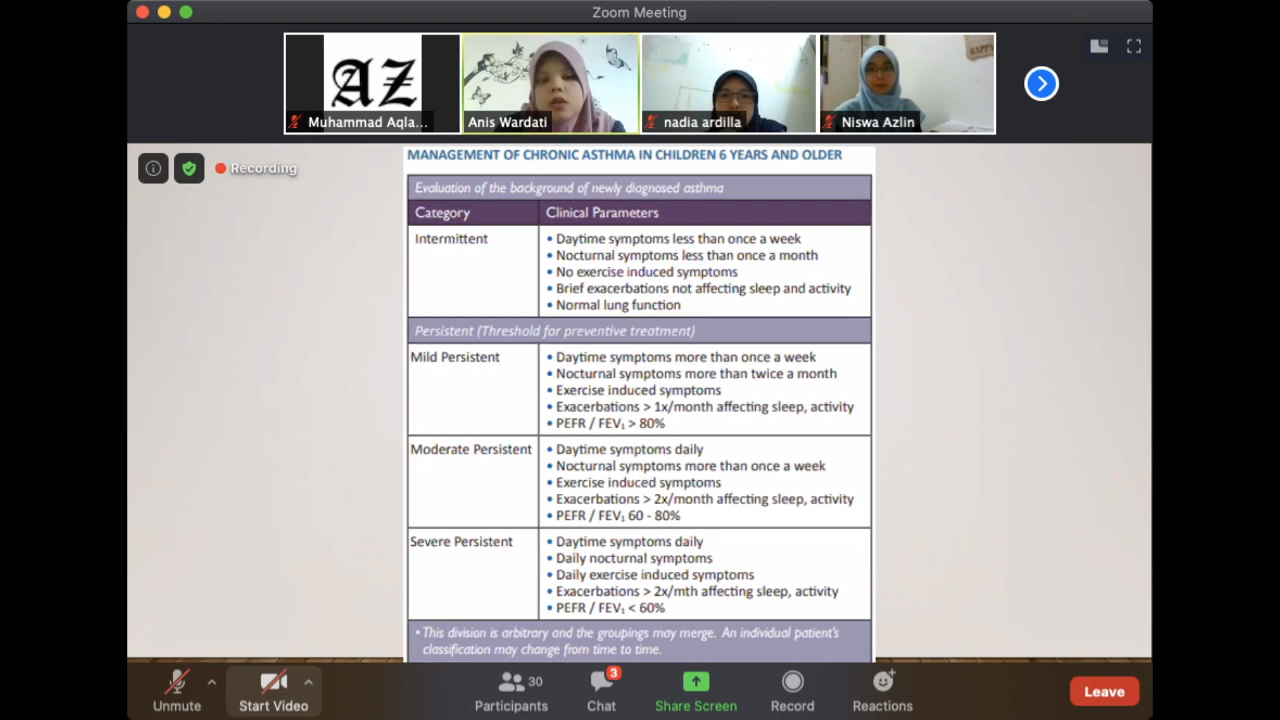 Zoom Meeting
AZ
Muhammad Aqla...
Anis Wardati
nadia ardilla
Niswa Azlin
Recording
MANAGEMENT OF CHRONIC ASTHMA IN CHILDREN 6 YEARS AND OLDER
Evaluation of the background of newly diagnosed asthma
Category Clinical Parameters
Intermittent
• Daytime symptoms less than once a week
• Nocturnal symptoms less than once a month
• No exercise induced symptoms
• Brief exacerbations not affecting sleep and activity
• Normal lung function
Persistent (Threshold for preventive treatment)
Mild Persistent
• Daytime symptoms more than once a week
• Nocturnal symptoms more than twice a month
• Exercise induced symptoms
• Exacerbations > 1x/month affecting sleep, activity
• PEFR / FEV₁ > 80%
Moderate Persistent
• Daytime symptoms daily
• Nocturnal symptoms more than once a week
• Exercise induced symptoms
• Exacerbations > 2x/month affecting sleep, activity
• PEFR / FEV₁ 60 - 80%
Severe Persistent
• Daytime symptoms daily
• Daily nocturnal symptoms
• Daily exercise induced symptoms
• Exacerbations > 2x/mth affecting sleep, activity
• PEFR / FEV₁ < 60%
• This division is arbitrary and the groupings may merge. An individual patient's
classification may change from time to time.
Unmute
Start Video
30
Participants
3
Chat
Share Screen
Record
Reactions
Leave